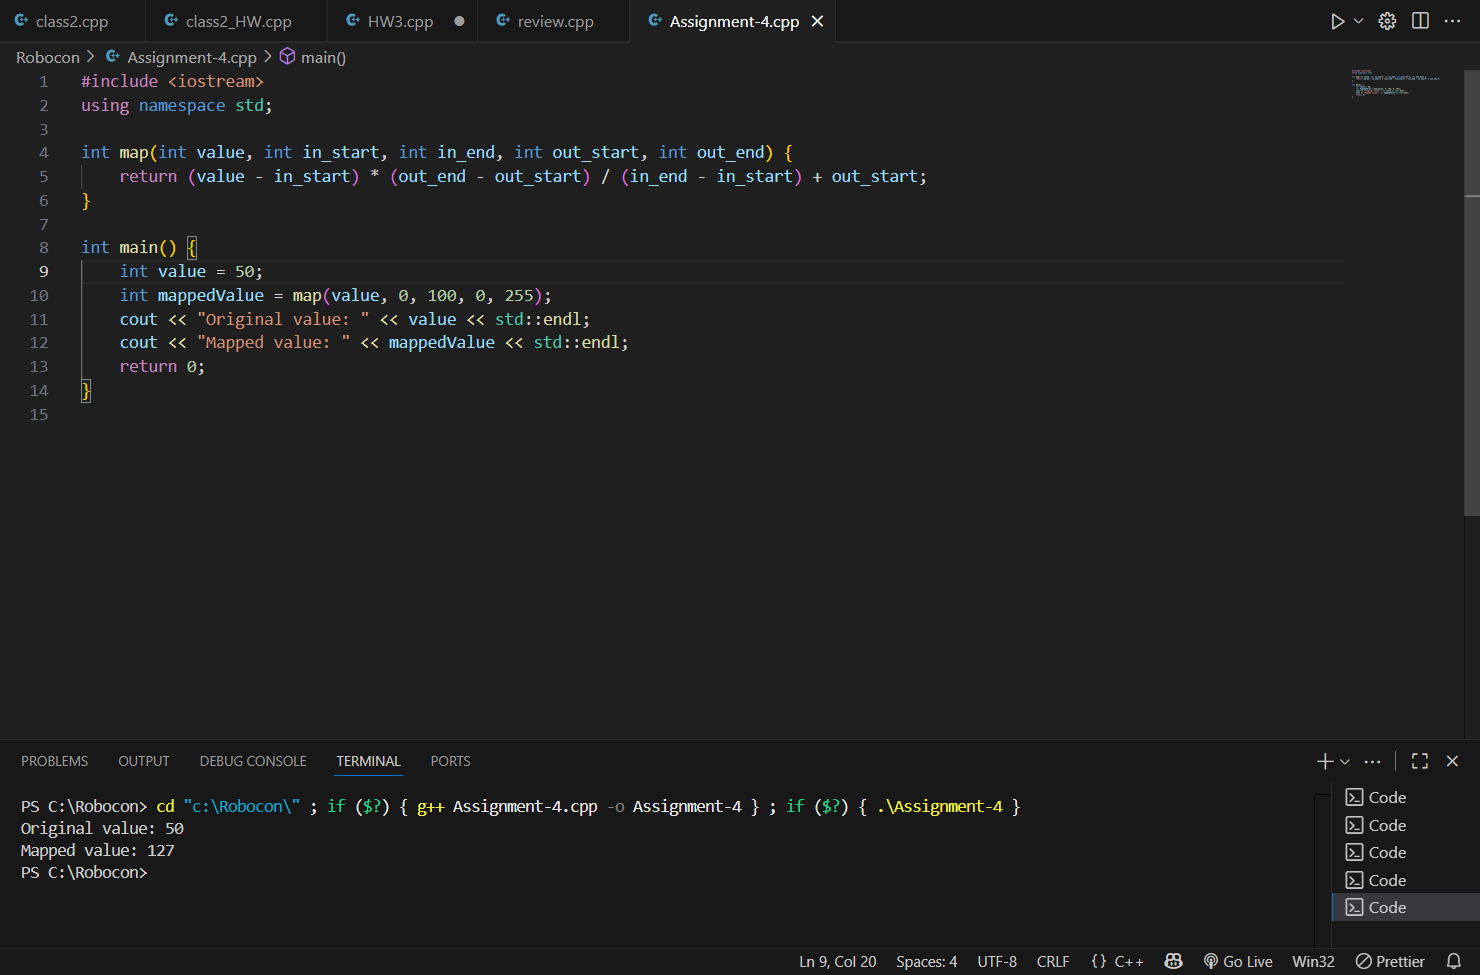 class2.cpp class2_HW.cpp HW3.cpp review.cpp Assignment-4.cpp
Robocon > Assignment-4.cpp > main()
1 #include <iostream>
2 using namespace std;
3
4 int map(int value, int in_start, int in_end, int out_start, int out_end) {
5     return (value - in_start) * (out_end - out_start) / (in_end - in_start) + out_start;
6 }
7
8 int main() {
9     int value = 50;
10     int mappedValue = map(value, 0, 100, 0, 255);
11     cout << "Original value: " << value << std::endl;
12     cout << "Mapped value: " << mappedValue << std::endl;
13     return 0;
14 }
15
PROBLEMS OUTPUT DEBUG CONSOLE TERMINAL PORTS
PS C:\Robocon> cd "c:\Robocon\" ; if ($?) { g++ Assignment-4.cpp -o Assignment-4 } ; if ($?) { .\Assignment-4 }
Original value: 50
Mapped value: 127
PS C:\Robocon>
Code
Code
Code
Code
Code
Ln 9, Col 20 Spaces: 4 UTF-8 CRLF {} C++ Go Live Win32 Prettier